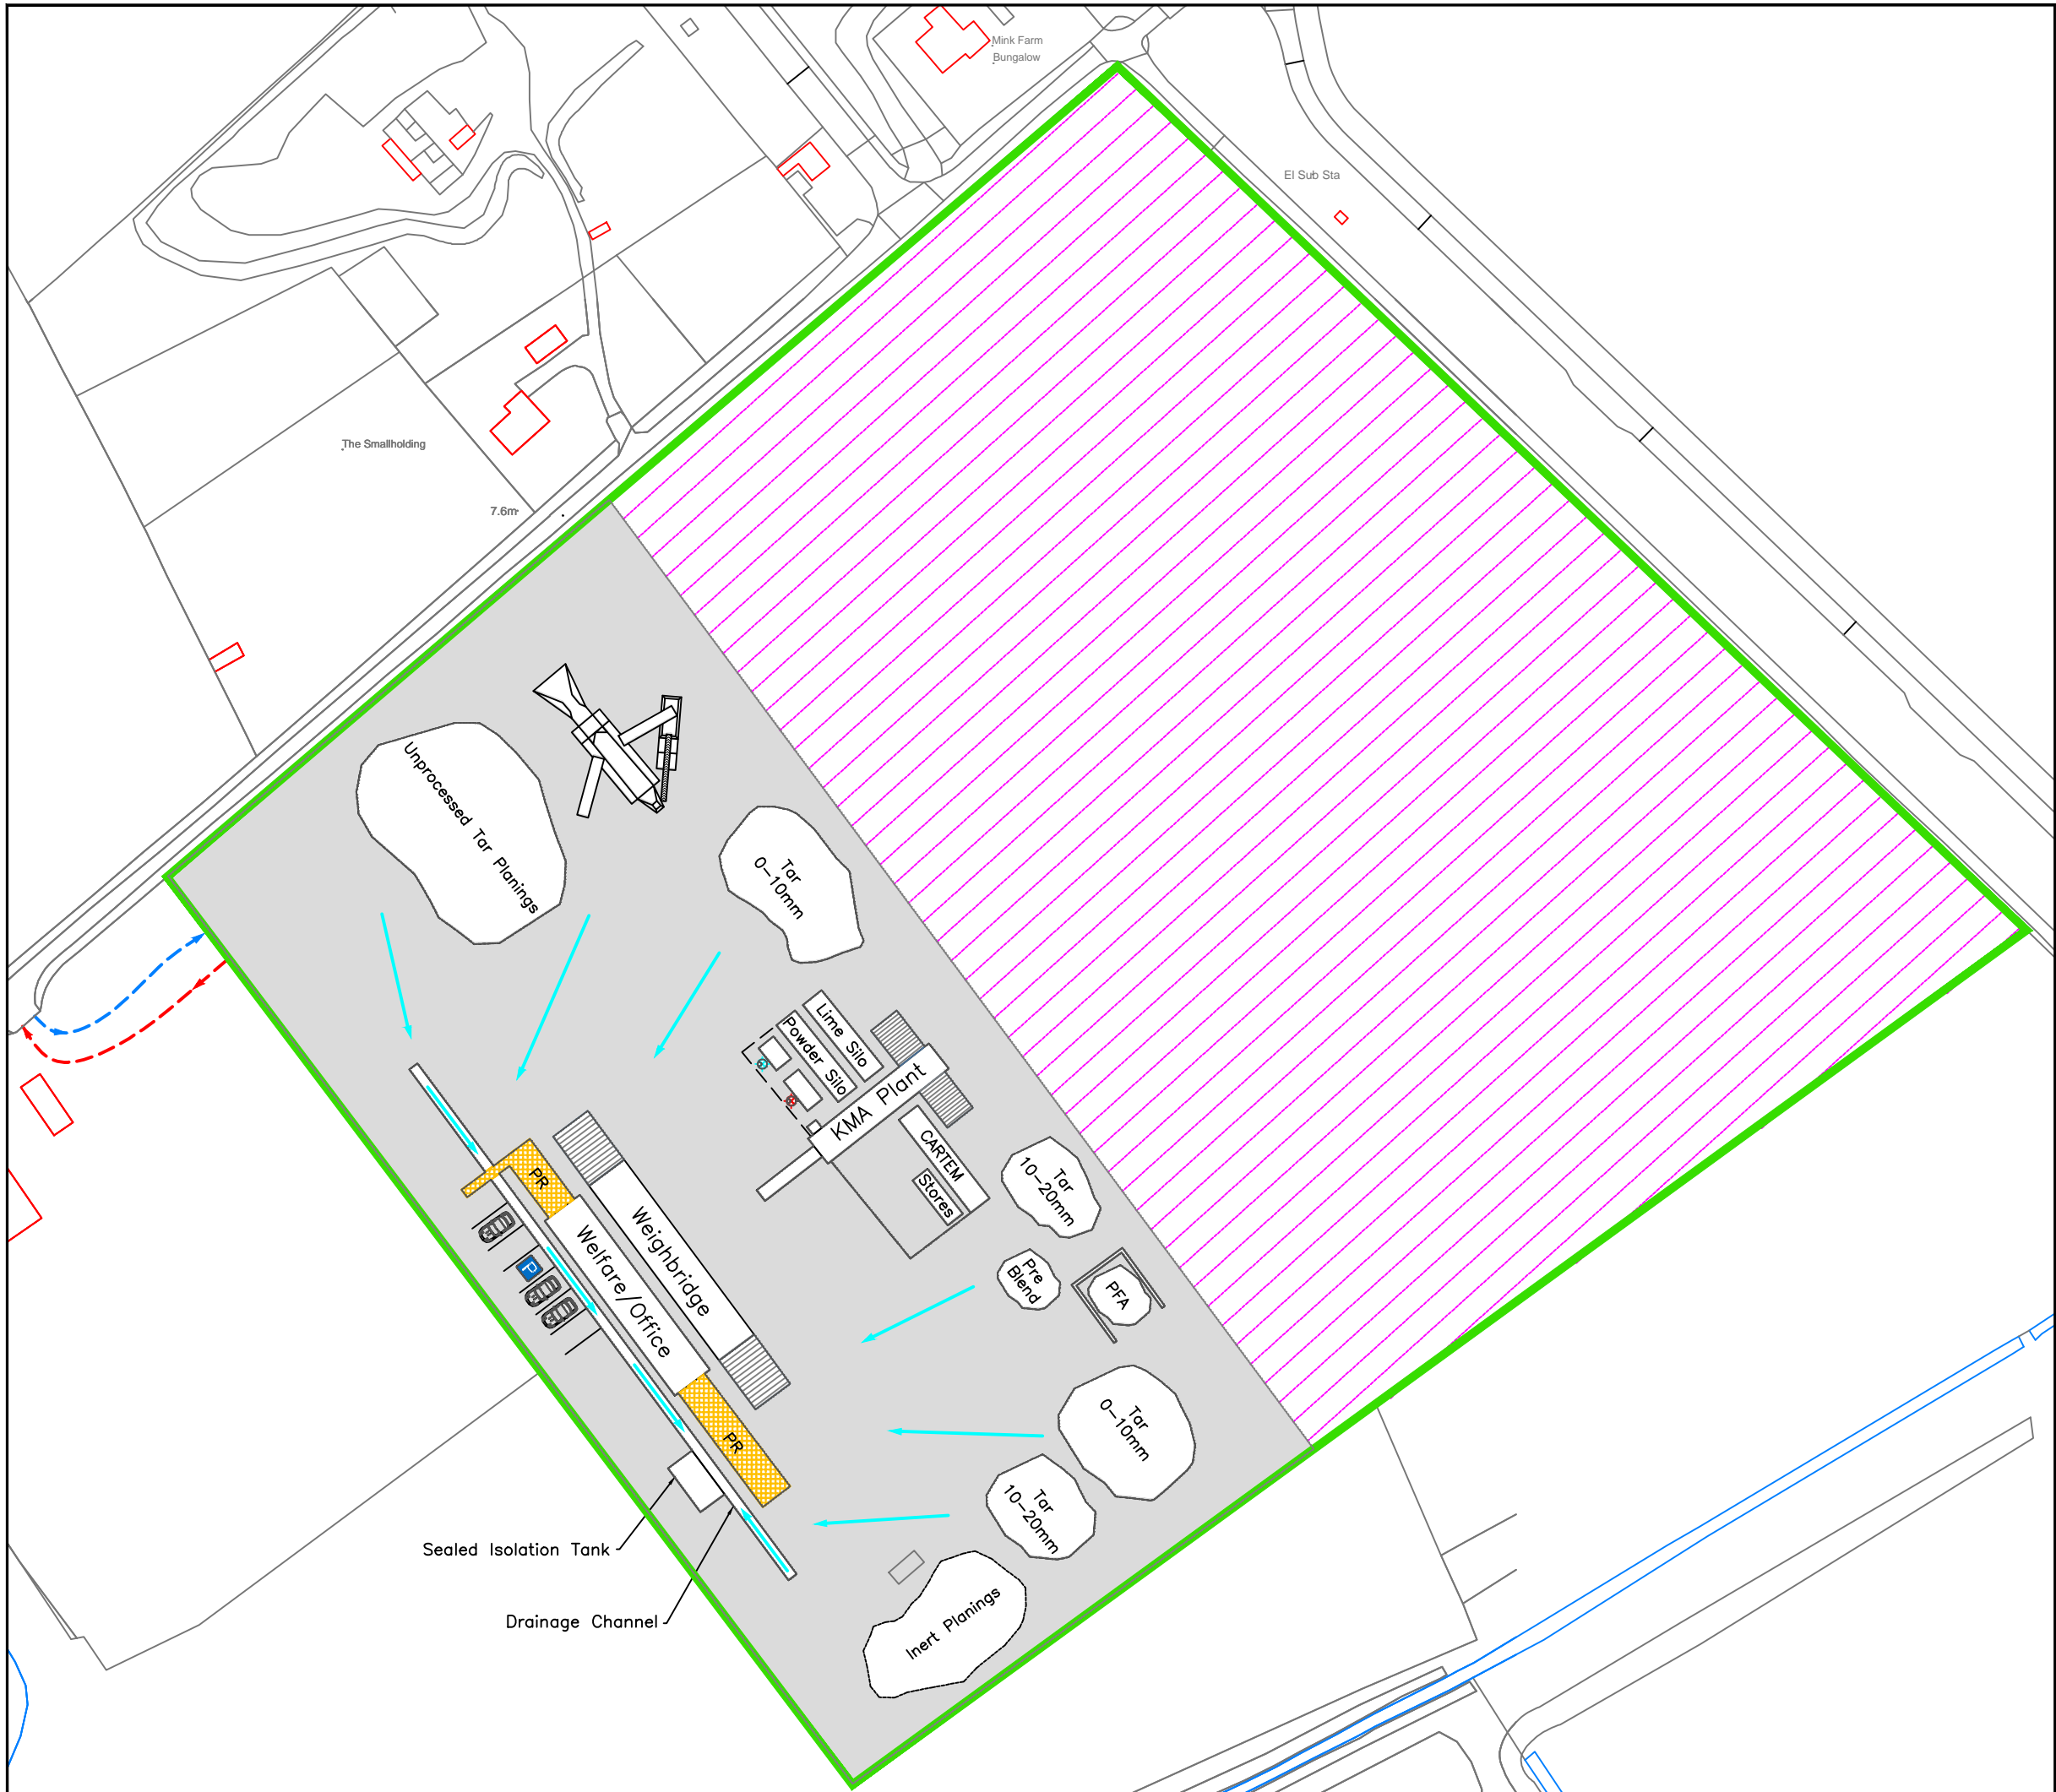 Mink Farm
Bungalow
El Sub Sta
The Smallholding
7.6m
Unprocessed Tar Planings
Tar
0-10mm
Lime Silo
Powder Silo
KMA Plant
CARTEM
Stores
Tar
10-20mm
PR
Weighbridge
Welfare/Office
P
Pre
Blend
PFA
Tar
0-10mm
PR
Tar
10-20mm
Sealed Isolation Tank
Drainage Channel
Inert Planings